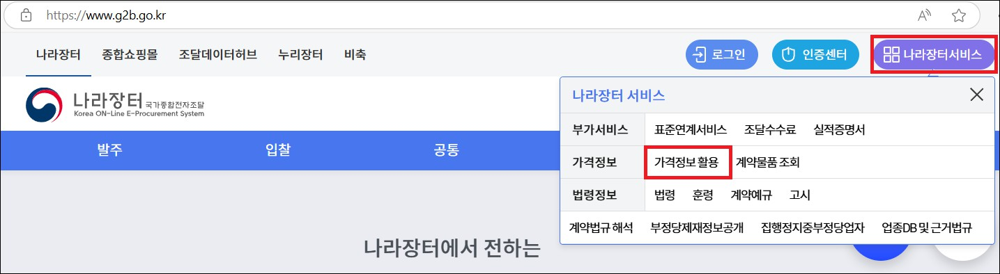 https://www.g2b.go.kr
나라장터 종합쇼핑몰 조달데이터허브 누리장터 비축 로그인 인증센터 나라장터서비스
나라장터 서비스
나라장터 국가종합전자조달
Korea ON-Line E-Procurement System
부가서비스 표준연계서비스 조달수수료 실적증명서
발주 입찰 공통
가격정보 가격정보 활용 계약물품 조회
법령정보 법령 훈령 계약예규 고시
계약법규 해석 부정당제재정보공개 집행정지중부정당업자 업종DB 및 근거법규
나라장터에서 전하는